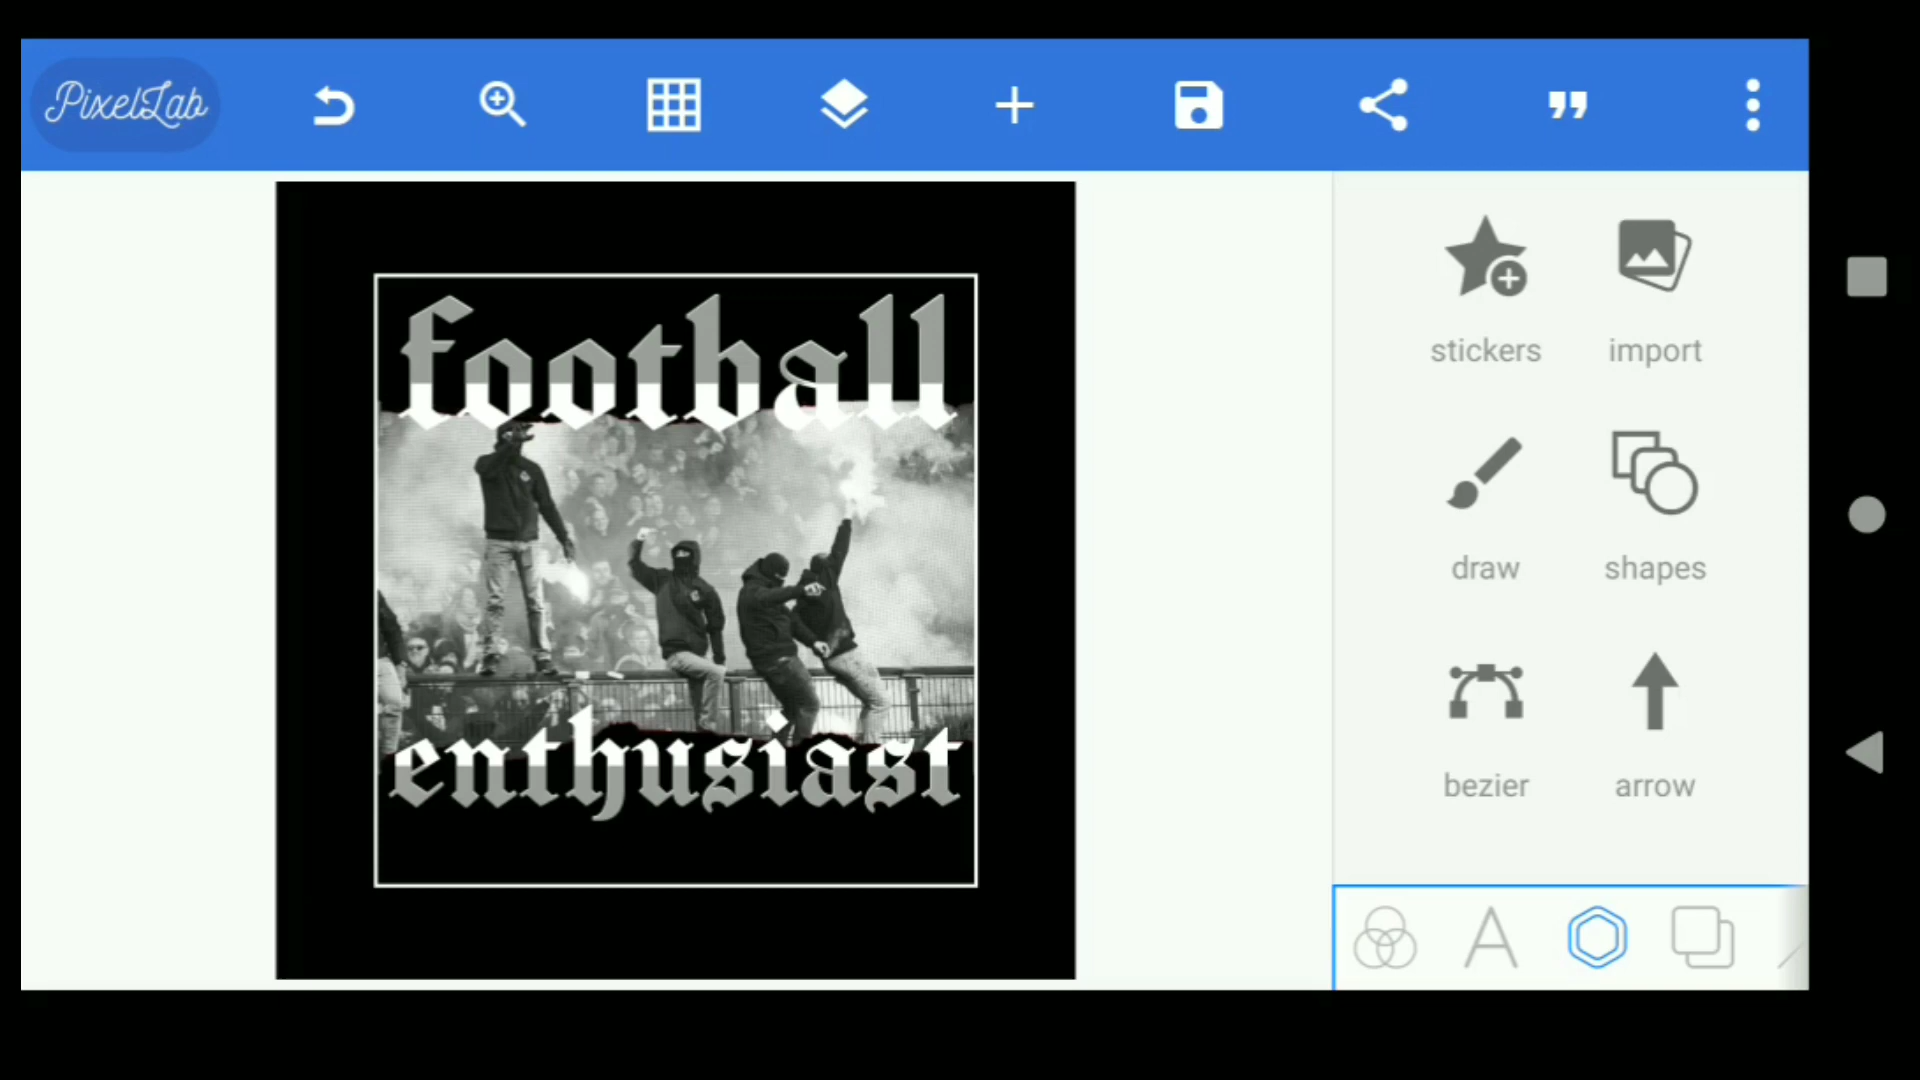 PixelLab
football
enthusiast
stickers import
draw shapes
bezier arrow